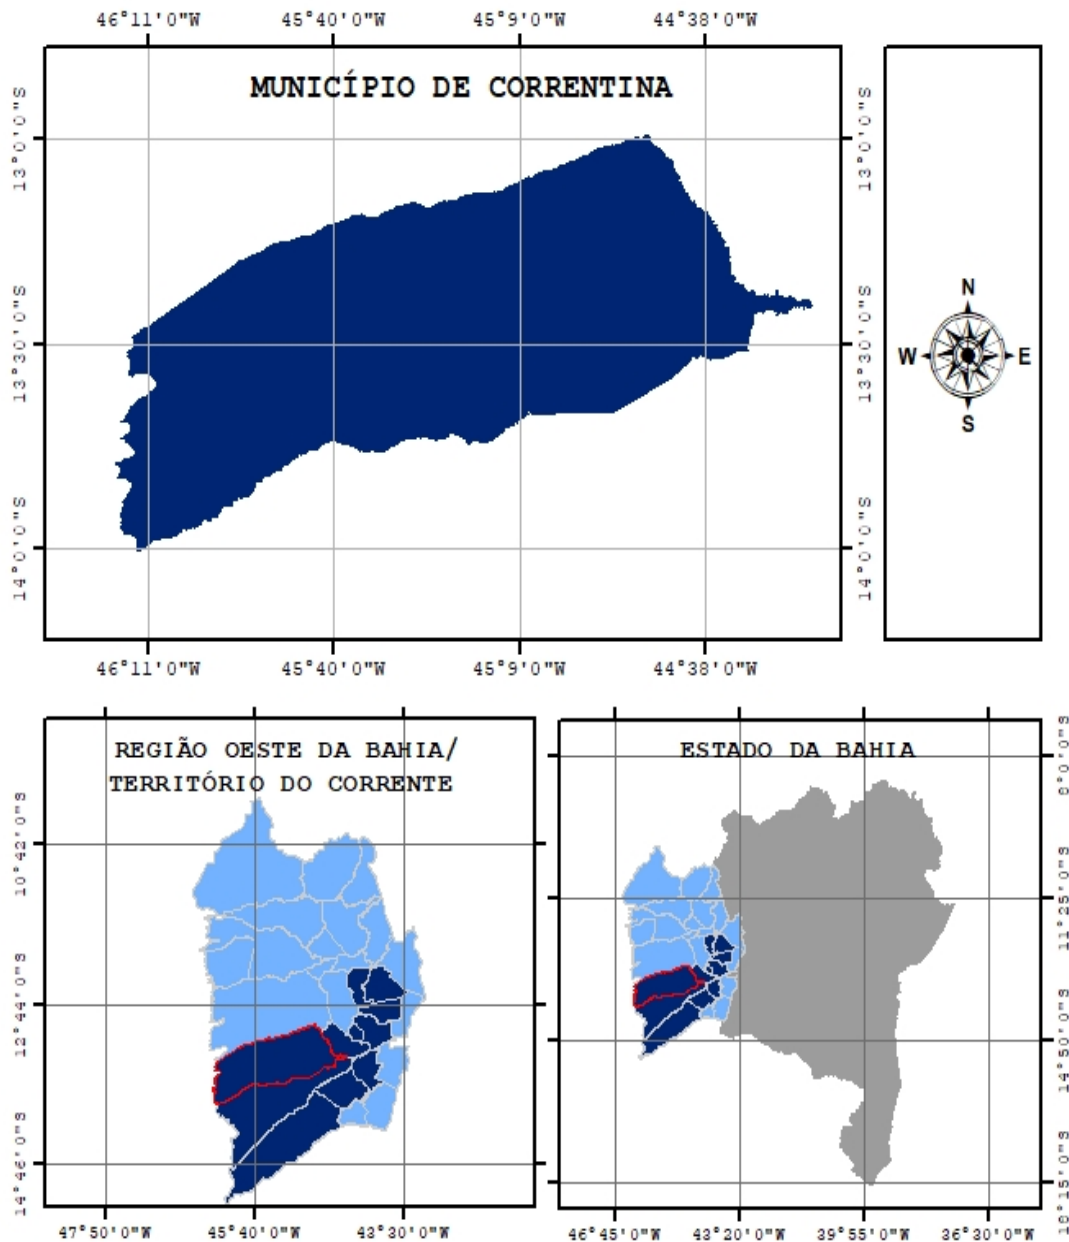 46°11'0"W 45°40'0"W 45°9'0"W 44°38'0"W
MUNICÍPIO DE CORRENTINA
13°0'0"S 13°0'0"S
13°30'0"S 13°30'0"S
14°0'0"S 14°0'0"S
N
W E
S
46°11'0"W 45°40'0"W 45°9'0"W 44°38'0"W
REGIÃO OESTE DA BAHIA/
TERRITÓRIO DO CORRENTE
10°42'0"S
12°44'0"S
14°46'0"S
47°50'0"W 45°40'0"W 43°30'0"W
ESTADO DA BAHIA
8°0'0"S
11°25'0"S
14°50'0"S
18°15'0"S
46°45'0"W 43°20'0"W 39°55'0"W 36°30'0"W